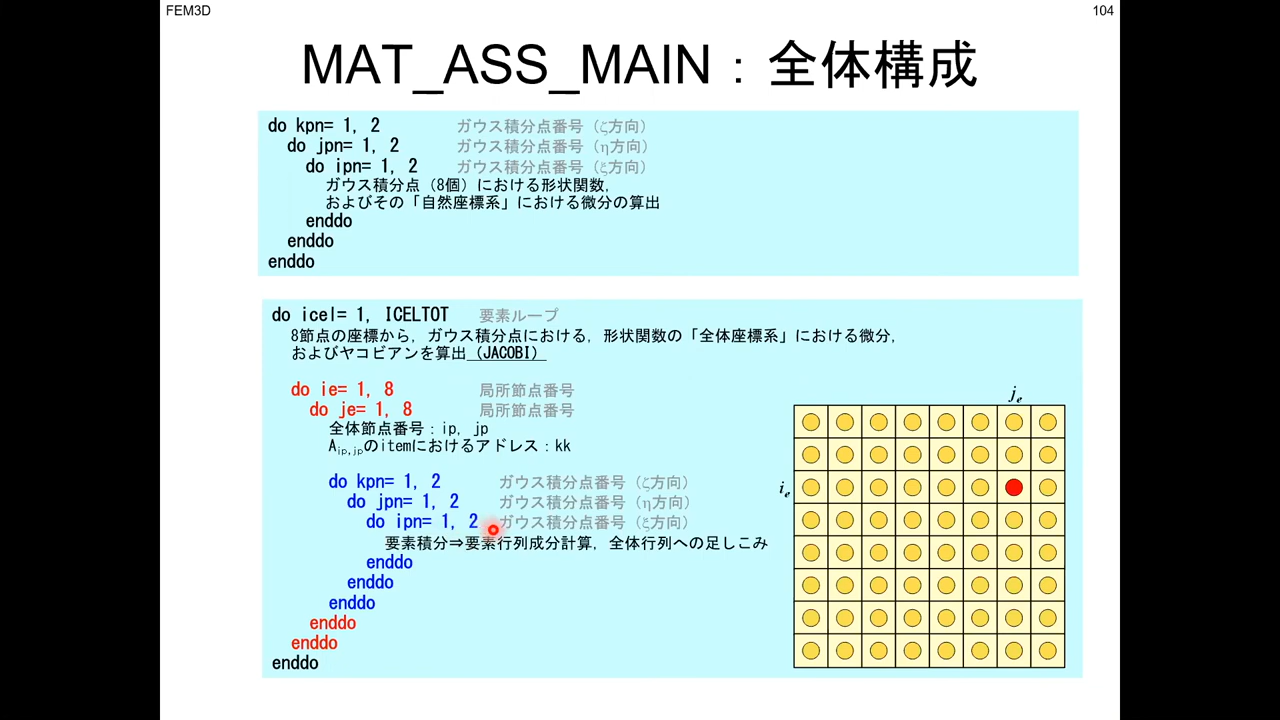 FEM3D
104
MAT_ASS_MAIN：全体構成
do kpn= 1, 2 ガウス積分点番号（ζ方向）
do jpn= 1, 2 ガウス積分点番号（η方向）
do ipn= 1, 2 ガウス積分点番号（ξ方向）
ガウス積分点（8個）における形状関数，
およびその「自然座標系」における微分の算出
enddo
enddo
enddo
do icel= 1, ICELTOT 要素ループ
8節点の座標から，ガウス積分点における，形状関数の「全体座標系」における微分，
およびヤコビアンを算出（JACOBI）
do ie= 1, 8 局所節点番号
do je= 1, 8 局所節点番号
全体節点番号：ip, jp
Aip,jpのitemにおけるアドレス：kk
do kpn= 1, 2 ガウス積分点番号（ζ方向）
do jpn= 1, 2 ガウス積分点番号（η方向）
do ipn= 1, 2 ガウス積分点番号（ξ方向）
要素積分⇒要素行列成分計算，全体行列への足しこみ
enddo
enddo
enddo
enddo
enddo
enddo
je
ie